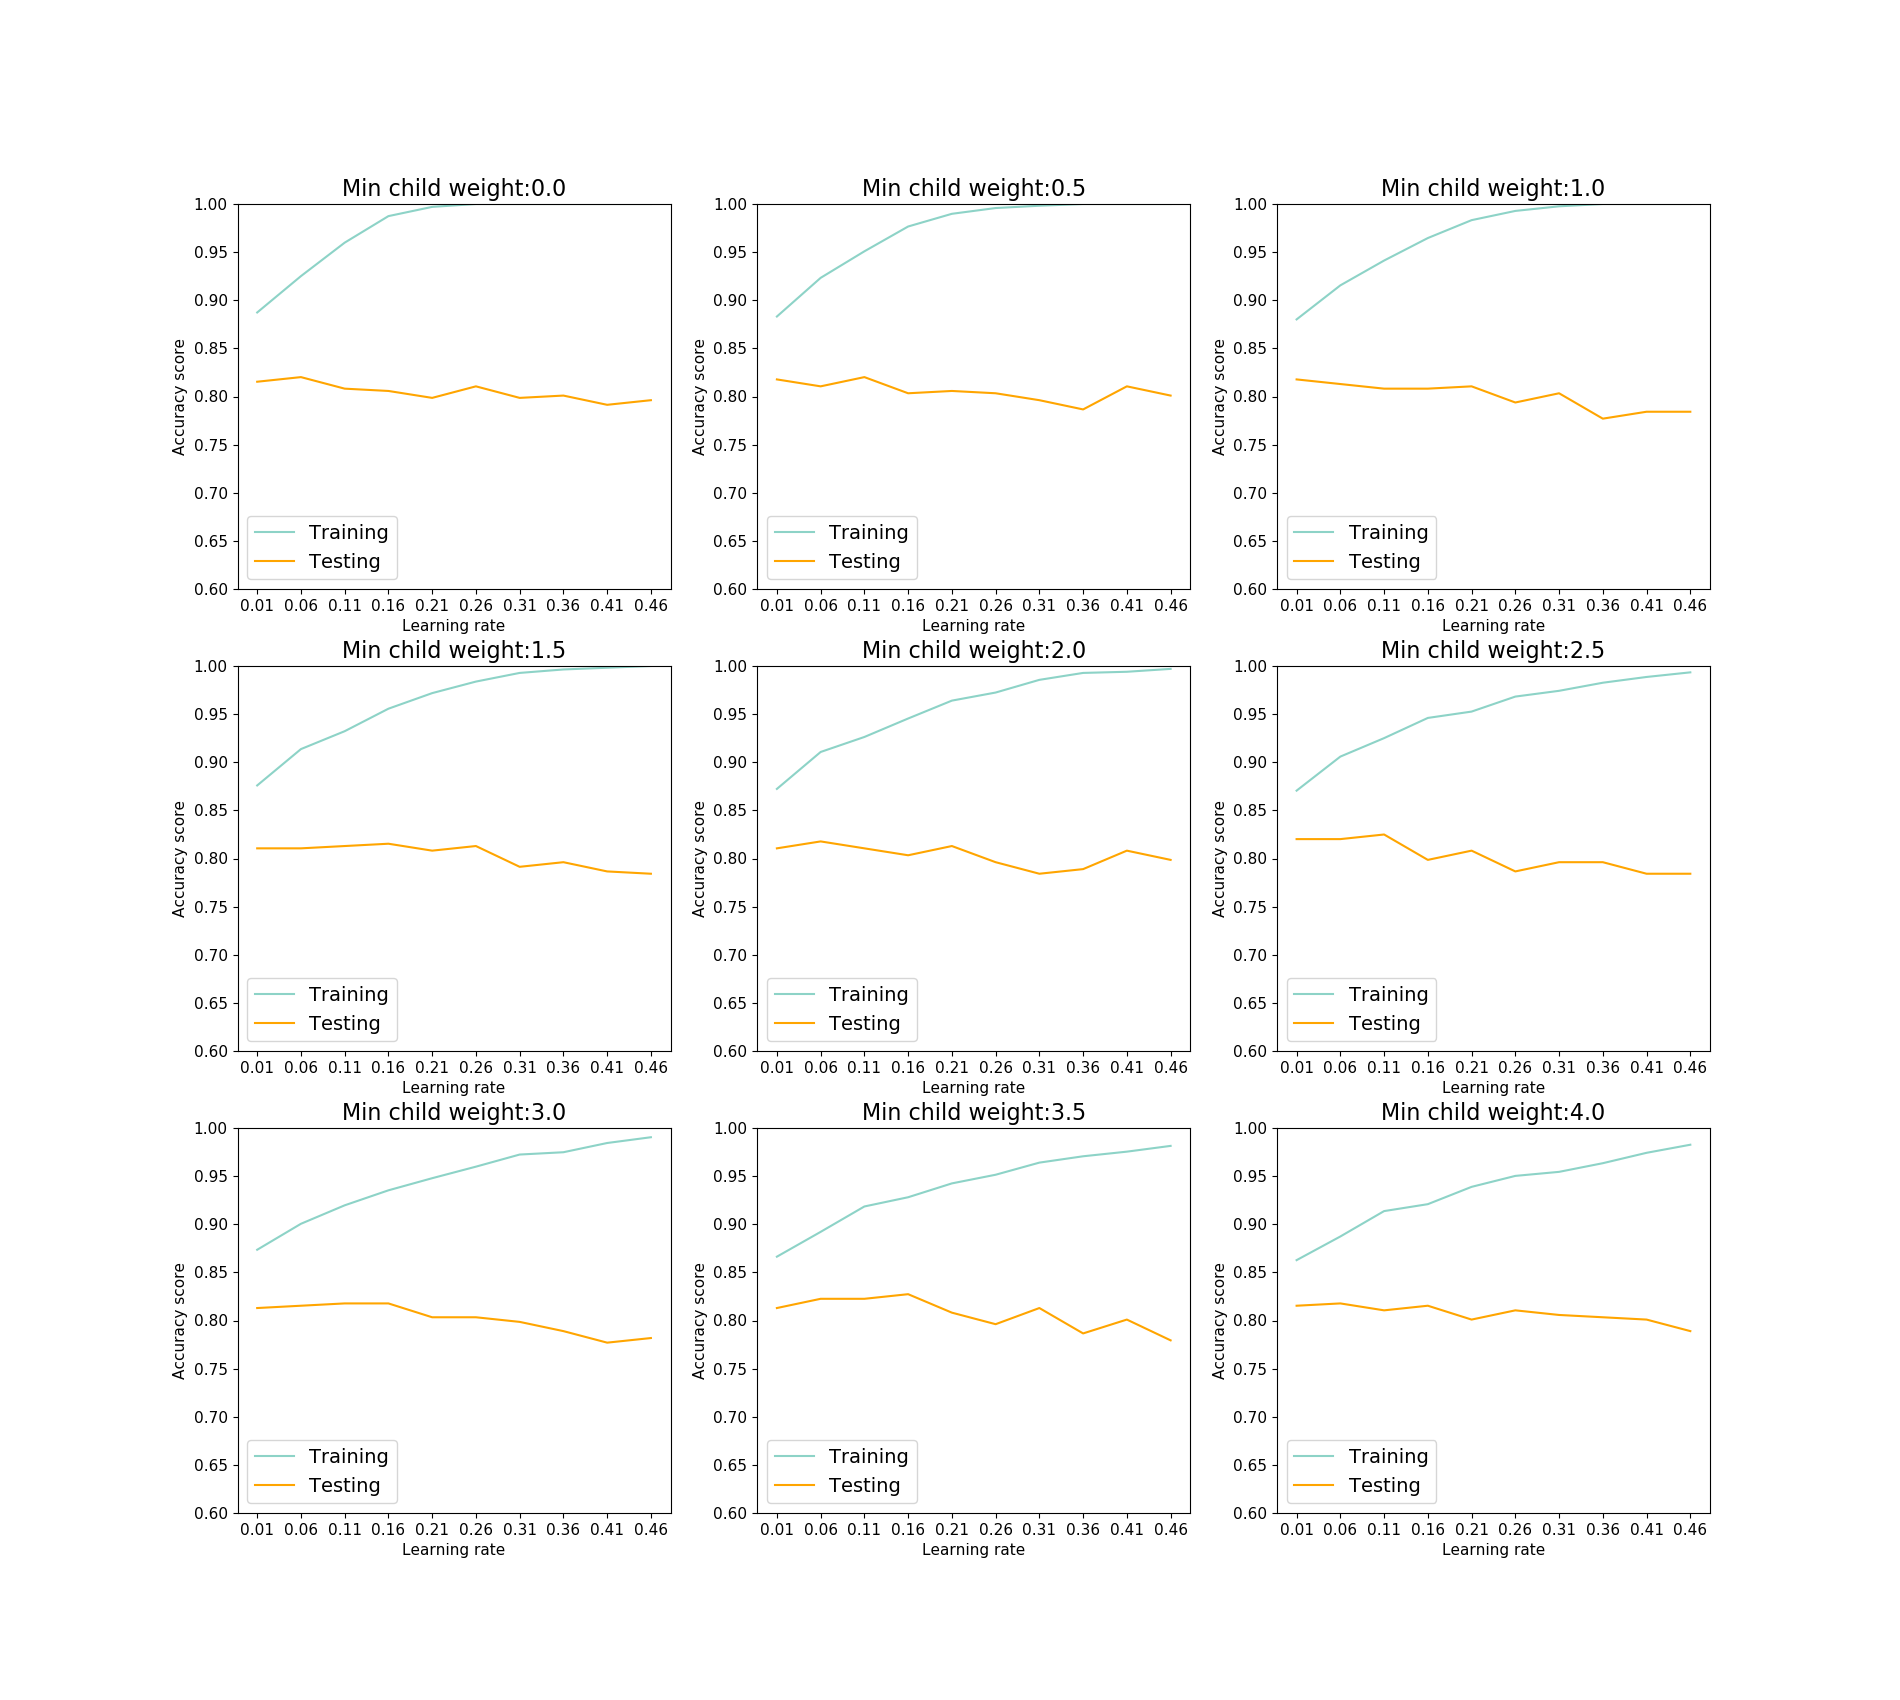 Min child weight:0.0
1.00
0.95
0.90
0.85
0.80
0.75
0.70
0.65
0.60
Accuracy score
Training
Testing
0.01 0.06 0.11 0.16 0.21 0.26 0.31 0.36 0.41 0.46
Learning rate
Min child weight:0.5
1.00
0.95
0.90
0.85
0.80
0.75
0.70
0.65
0.60
Accuracy score
Training
Testing
0.01 0.06 0.11 0.16 0.21 0.26 0.31 0.36 0.41 0.46
Learning rate
Min child weight:1.0
1.00
0.95
0.90
0.85
0.80
0.75
0.70
0.65
0.60
Accuracy score
Training
Testing
0.01 0.06 0.11 0.16 0.21 0.26 0.31 0.36 0.41 0.46
Learning rate
Min child weight:1.5
1.00
0.95
0.90
0.85
0.80
0.75
0.70
0.65
0.60
Accuracy score
Training
Testing
0.01 0.06 0.11 0.16 0.21 0.26 0.31 0.36 0.41 0.46
Learning rate
Min child weight:2.0
1.00
0.95
0.90
0.85
0.80
0.75
0.70
0.65
0.60
Accuracy score
Training
Testing
0.01 0.06 0.11 0.16 0.21 0.26 0.31 0.36 0.41 0.46
Learning rate
Min child weight:2.5
1.00
0.95
0.90
0.85
0.80
0.75
0.70
0.65
0.60
Accuracy score
Training
Testing
0.01 0.06 0.11 0.16 0.21 0.26 0.31 0.36 0.41 0.46
Learning rate
Min child weight:3.0
1.00
0.95
0.90
0.85
0.80
0.75
0.70
0.65
0.60
Accuracy score
Training
Testing
0.01 0.06 0.11 0.16 0.21 0.26 0.31 0.36 0.41 0.46
Learning rate
Min child weight:3.5
1.00
0.95
0.90
0.85
0.80
0.75
0.70
0.65
0.60
Accuracy score
Training
Testing
0.01 0.06 0.11 0.16 0.21 0.26 0.31 0.36 0.41 0.46
Learning rate
Min child weight:4.0
1.00
0.95
0.90
0.85
0.80
0.75
0.70
0.65
0.60
Accuracy score
Training
Testing
0.01 0.06 0.11 0.16 0.21 0.26 0.31 0.36 0.41 0.46
Learning rate